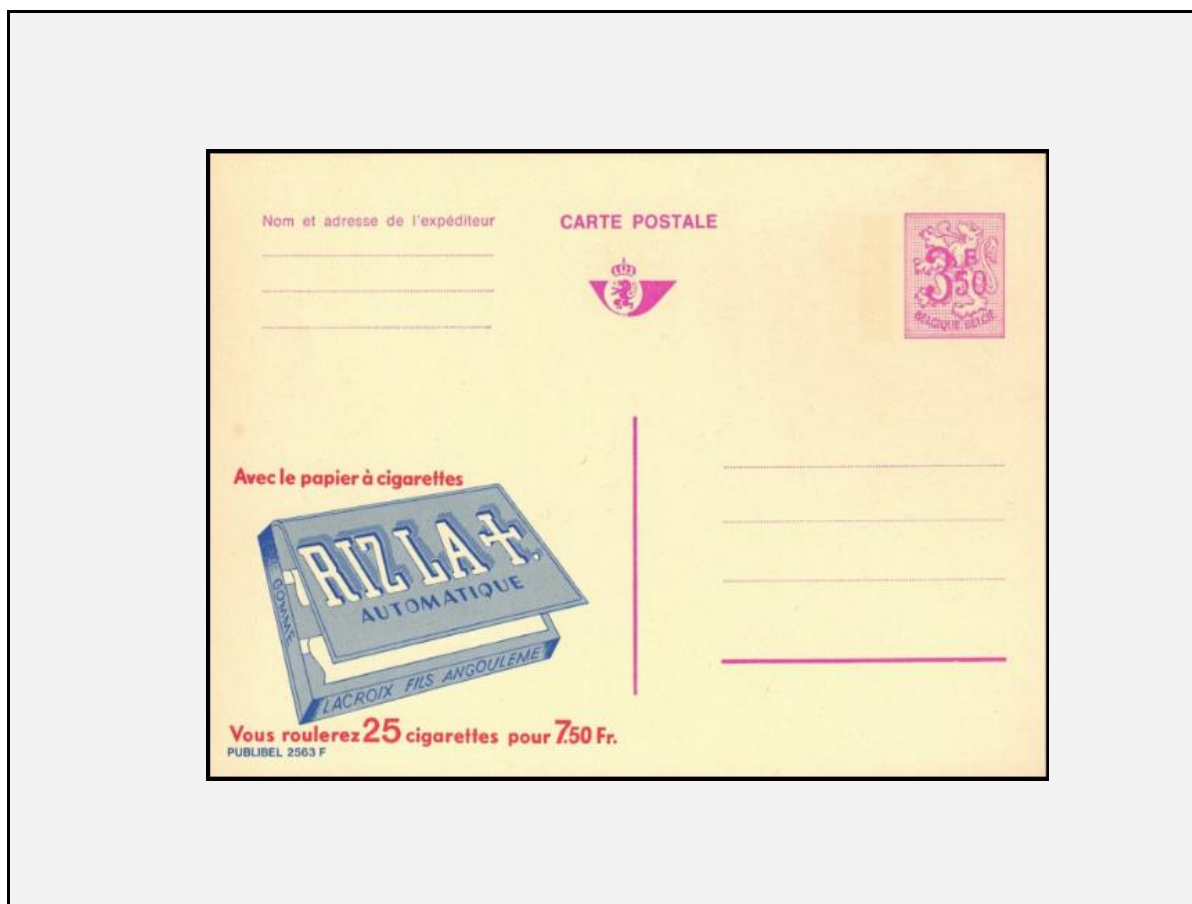 Nom et adresse de l'expéditeur
CARTE POSTALE
3F50
BELGIQUE-BELGIË
Avec le papier à cigarettes
RIZ LA +.
AUTOMATIQUE
GOMME
LACROIX FILS ANGOULEME
Vous roulerez 25 cigarettes pour 7.50 Fr.
PUBLIBEL 2563 F